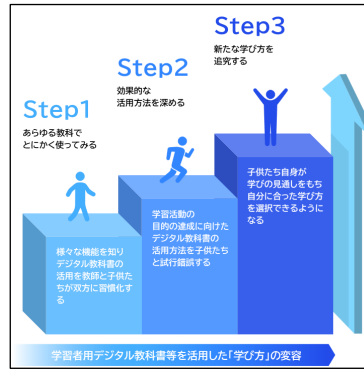 Step1
あらゆる教科で
とにかく使ってみる
様々な機能を知り
デジタル教科書の
活用を教師と子供た
ちが双方に習慣化す
る
Step2
効果的な
活用方法を深める
学習活動の
目的の達成に向けた
デジタル教科書の
活用方法を子供たち
と試行錯誤する
Step3
新たな学び方を
追究する
子供たち自身が
学びの見通しをもち
自分に合った学び方
を選択できるように
なる
学習者用デジタル教科書等を活用した「学び方」の変容